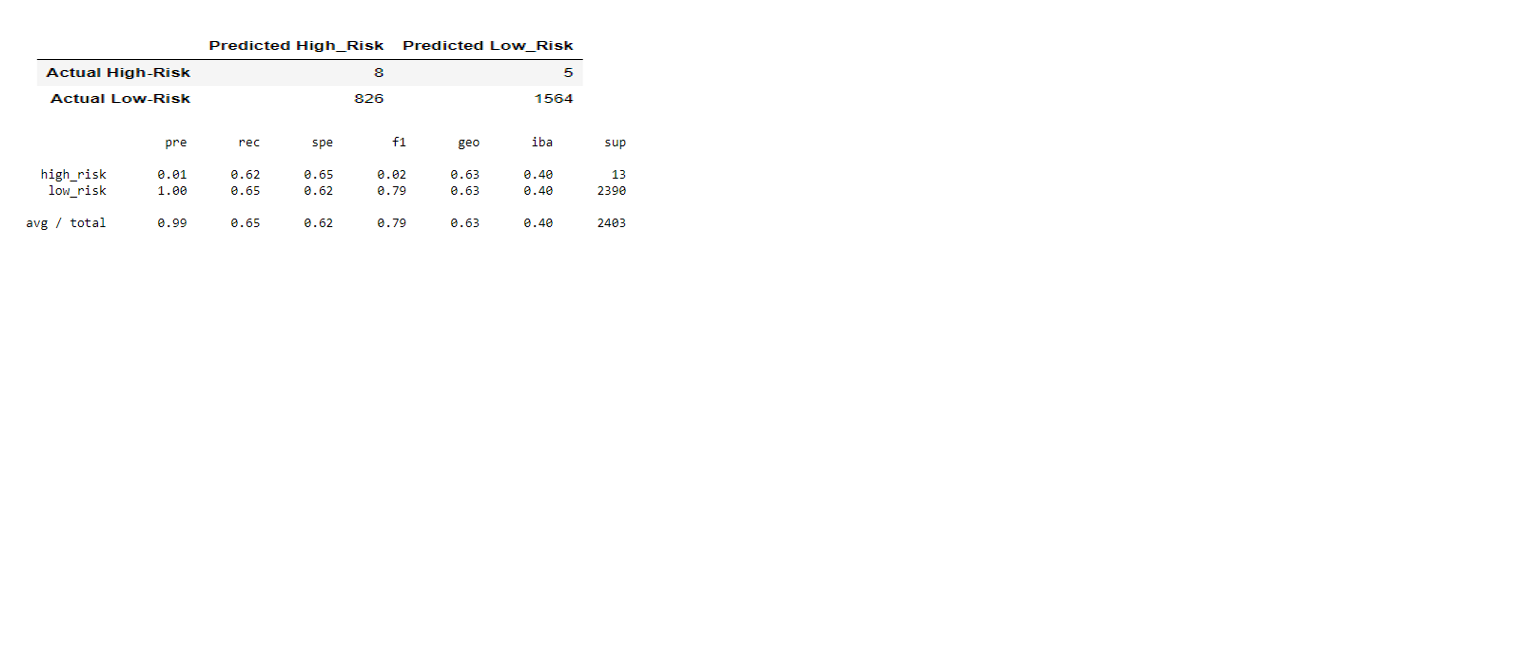 Predicted High_Risk Predicted Low_Risk
Actual High-Risk 8 5
Actual Low-Risk 826 1564
pre rec spe f1 geo iba sup
high_risk 0.01 0.62 0.65 0.02 0.63 0.40 13
low_risk 1.00 0.65 0.62 0.79 0.63 0.40 2390
avg / total 0.99 0.65 0.62 0.79 0.63 0.40 2403